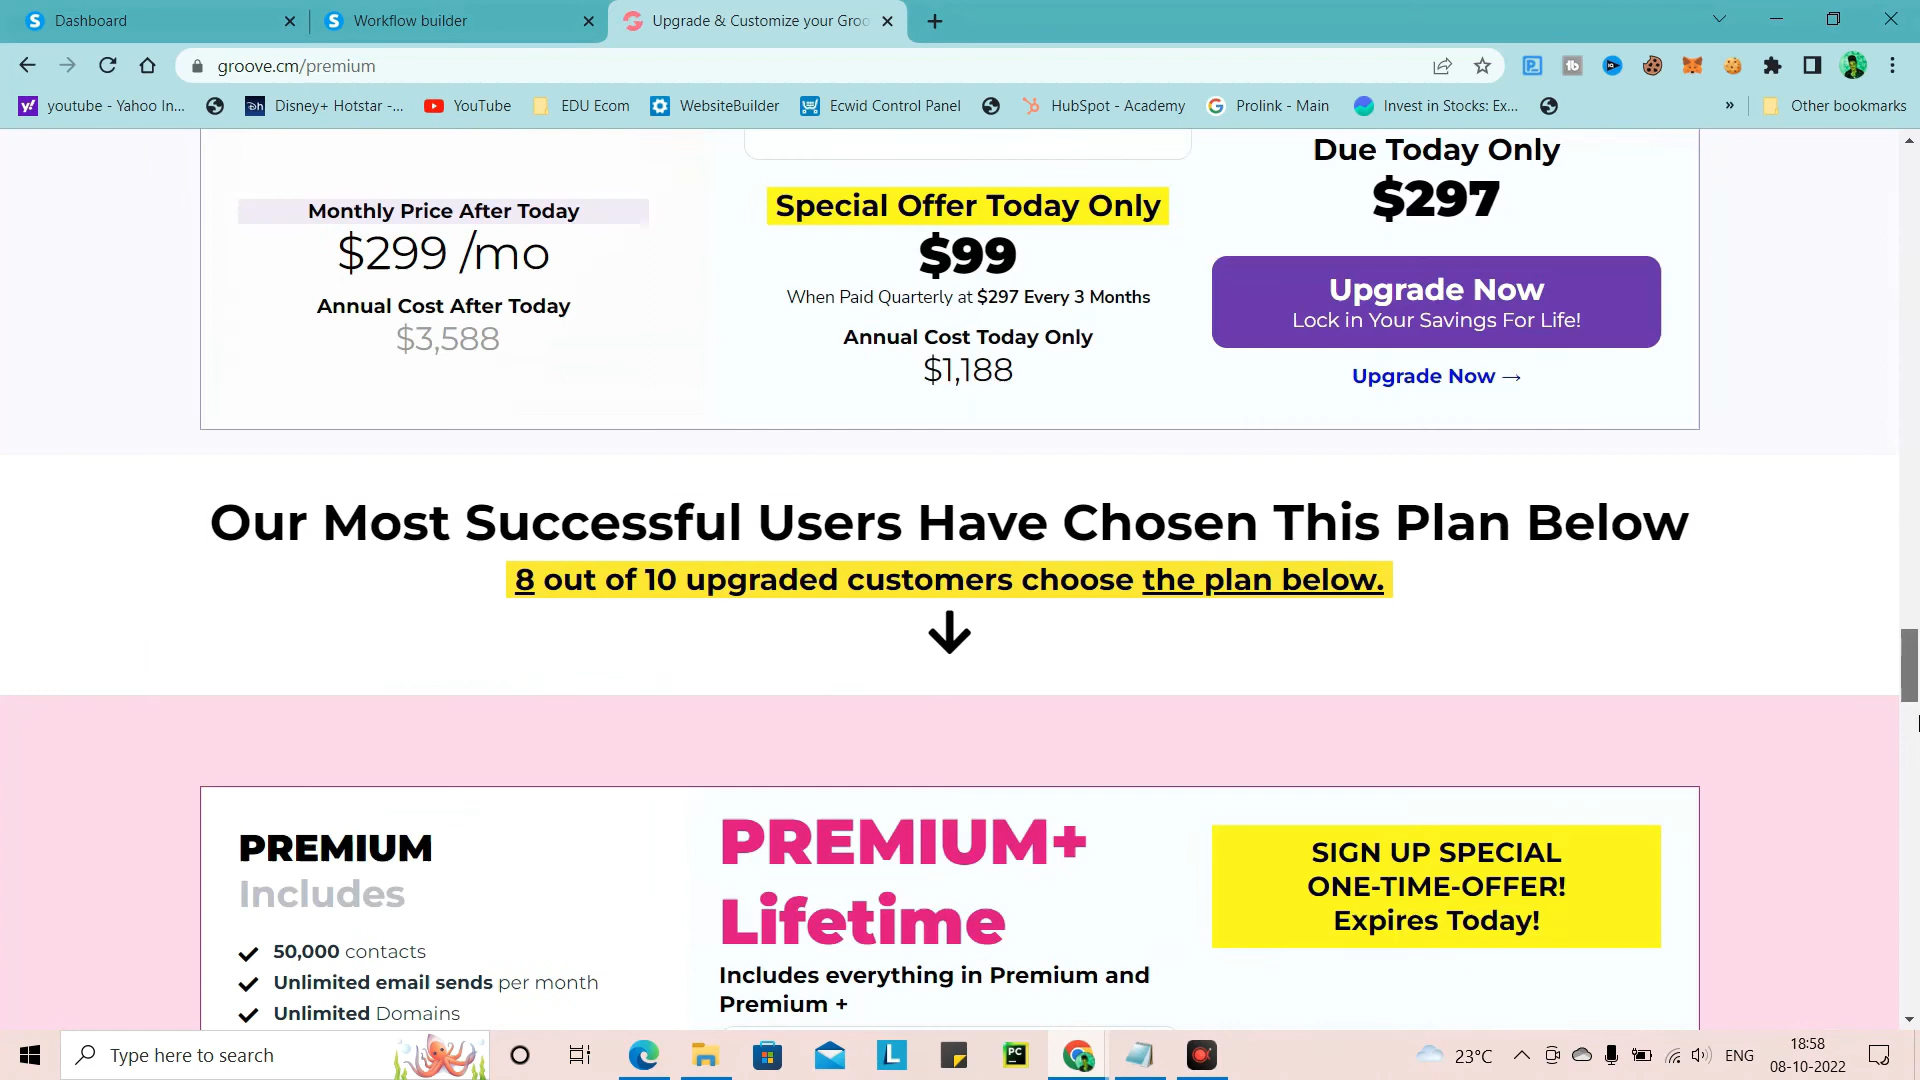 Dashboard
Workflow builder
Upgrade & Customize your Groo
groove.cm/premium
youtube - Yahoo In...
Disney+ Hotstar -...
YouTube
EDU Ecom
WebsiteBuilder
Ecwid Control Panel
HubSpot - Academy
Prolink - Main
Invest in Stocks: Ex...
»
Other bookmarks
Monthly Price After Today
$299 /mo
Annual Cost After Today
$3,588
Special Offer Today Only
$99
When Paid Quarterly at $297 Every 3 Months
Annual Cost Today Only
$1,188
Due Today Only
$297
Upgrade Now
Lock in Your Savings For Life!
Upgrade Now →
Our Most Successful Users Have Chosen This Plan Below
8 out of 10 upgraded customers choose the plan below.
PREMIUM
Includes
50,000 contacts
Unlimited email sends per month
Unlimited Domains
PREMIUM+
Lifetime
Includes everything in Premium and
Premium +
SIGN UP SPECIAL
ONE-TIME-OFFER!
Expires Today!
Type here to search
23°C
ENG
18:58
08-10-2022